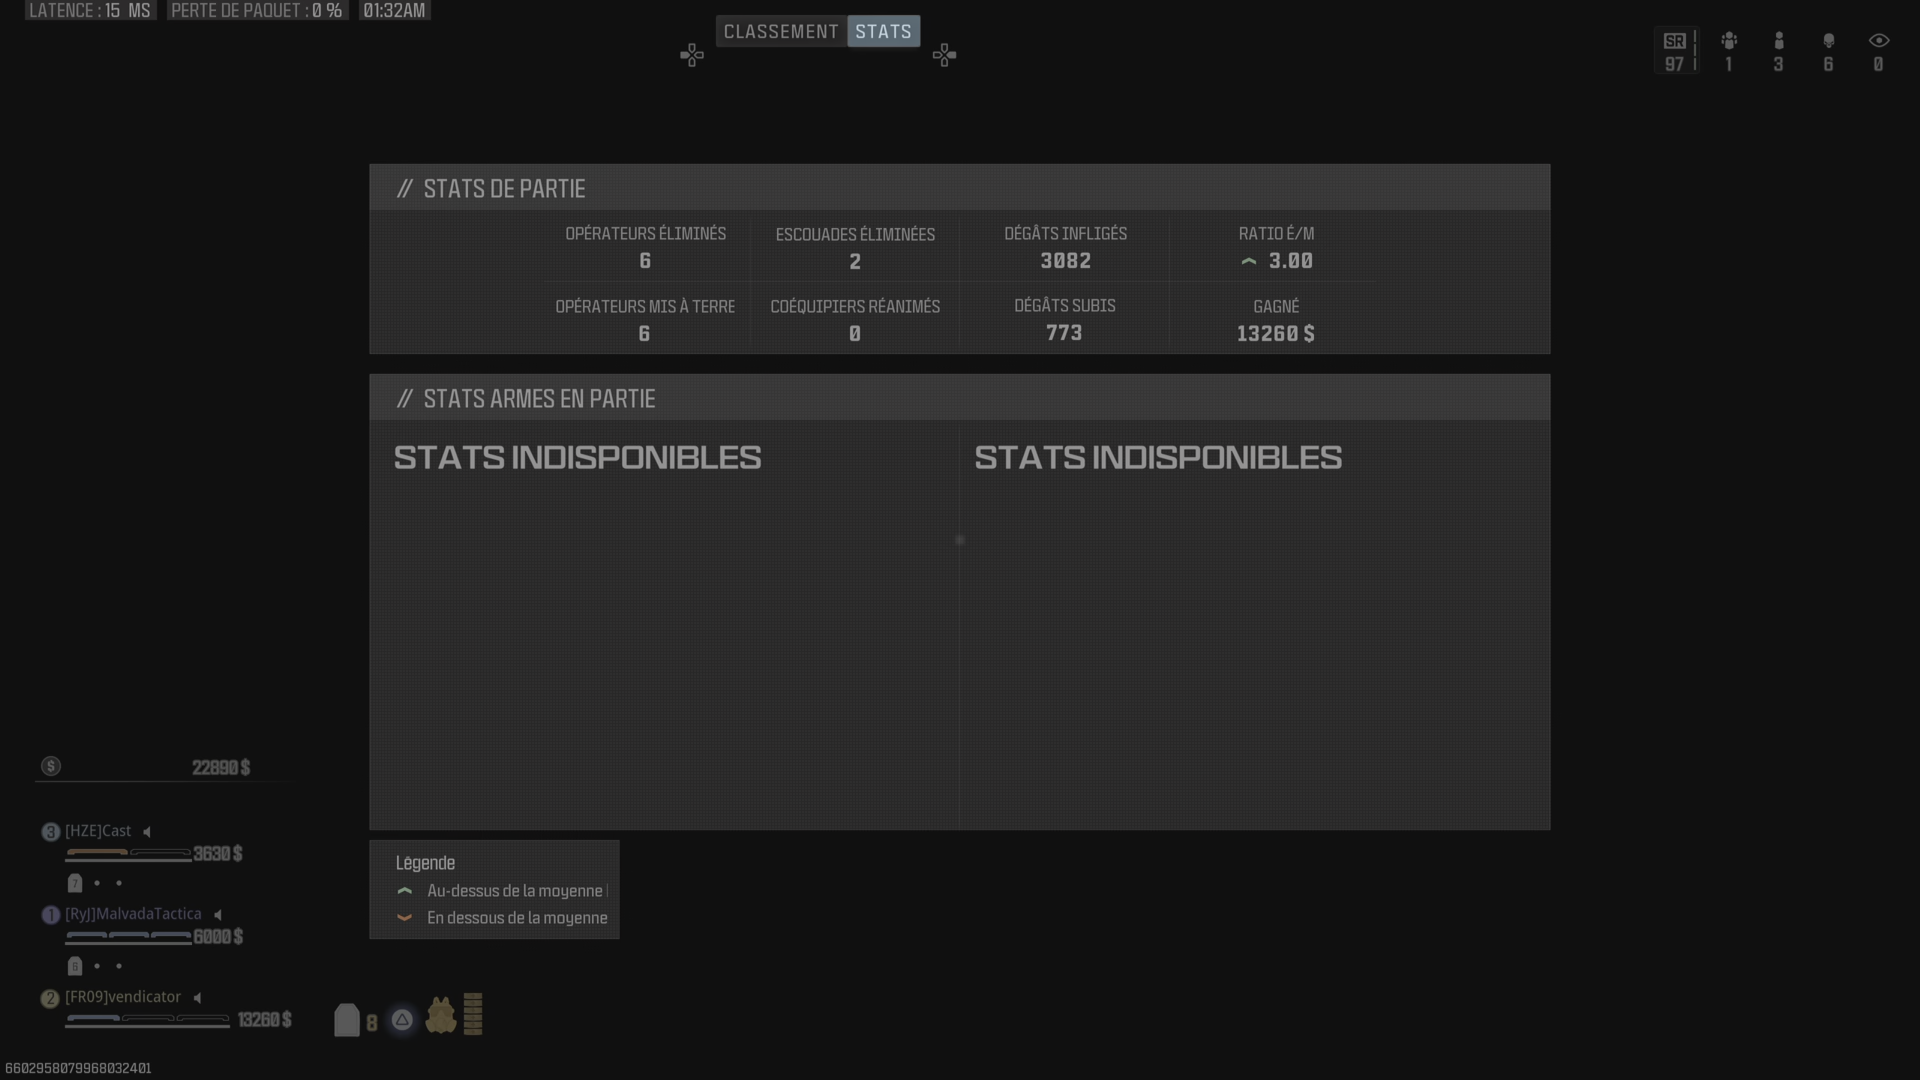 LATENCE : 15 MS PERTE DE PAQUET : 0 % 01:32AM
CLASSEMENT STATS
SR
97 1 3 6 0
// STATS DE PARTIE
OPÉRATEURS ÉLIMINÉS ESCOUADES ÉLIMINÉES DÉGÂTS INFLIGÉS RATIO É/M
6 2 3082 3.00
OPÉRATEURS MIS À TERRE COÉQUIPIERS RÉANIMÉS DÉGÂTS SUBIS GAGNÉ
6 0 773 13260 $
// STATS ARMES EN PARTIE
STATS INDISPONIBLES STATS INDISPONIBLES
$ 22890 $
3 [HZE]Cast
3630 $
7
1 [RyJ]MalvadaTactica
6000 $
6
2 [FR09]vendicator
13260 $
8
Légende
Au-dessus de la moyenne
En dessous de la moyenne
6602958079968032401